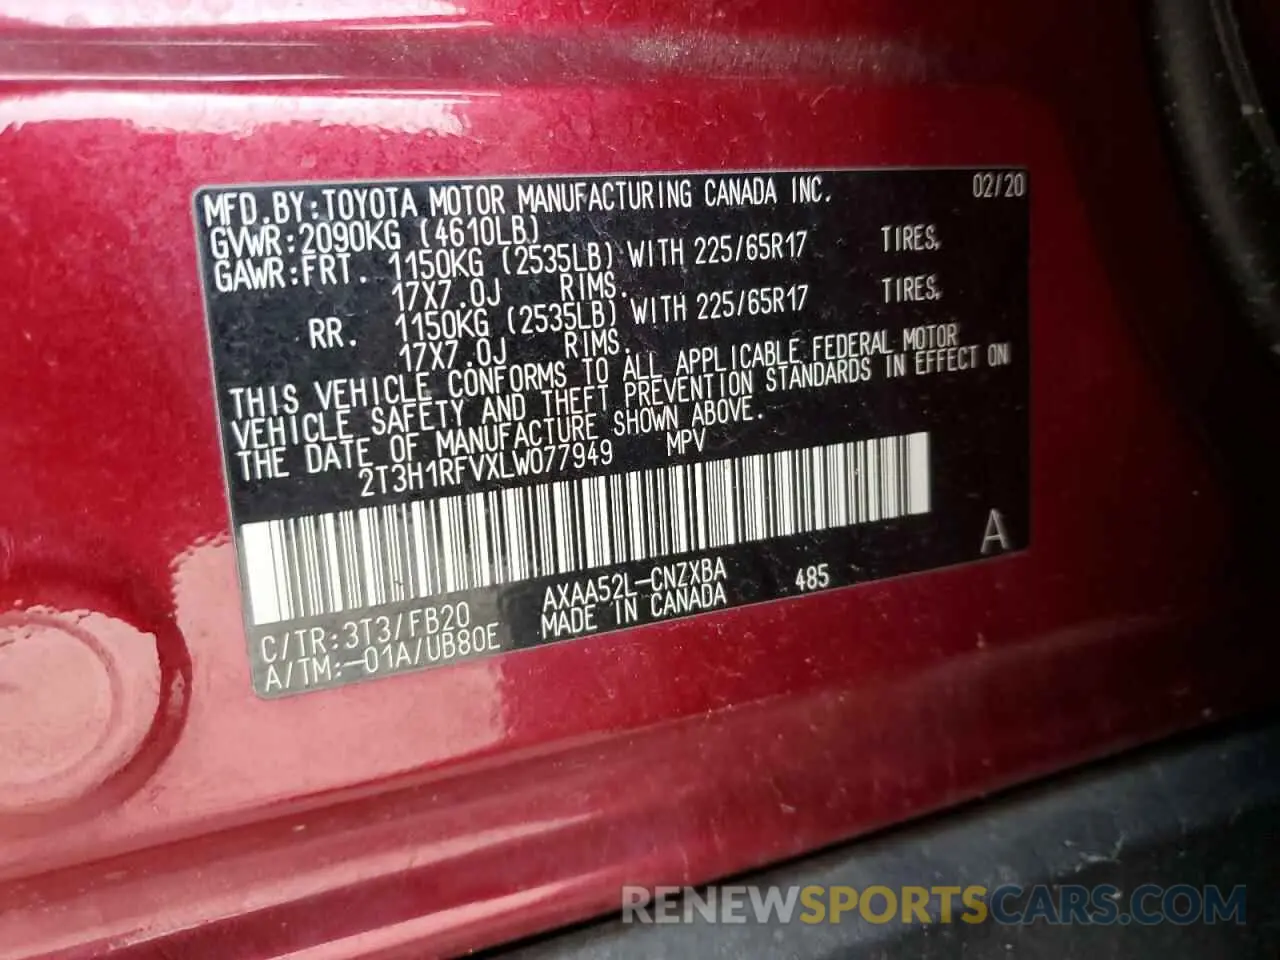 MFD.BY:TOYOTA MOTOR MANUFACTURING CANADA INC. 02/20
GVWR:2090KG (4610LB)
GAWR:FRT. 1150KG (2535LB) WITH 225/65R17 TIRES,
17X7.0J RIMS.
RR. 1150KG (2535LB) WITH 225/65R17 TIRES,
17X7.0J RIMS.
THIS VEHICLE CONFORMS TO ALL APPLICABLE FEDERAL MOTOR
VEHICLE SAFETY AND THEFT PREVENTION STANDARDS IN EFFECT ON
THE DATE OF MANUFACTURE SHOWN ABOVE.
2T3H1RFVXLW077949 MPV
A
C/TR:3T3/FB20 AXAA52L-CNZXBA 485
A/TM:-01A/UB80E MADE IN CANADA
RENEWSPORTSCARS.COM